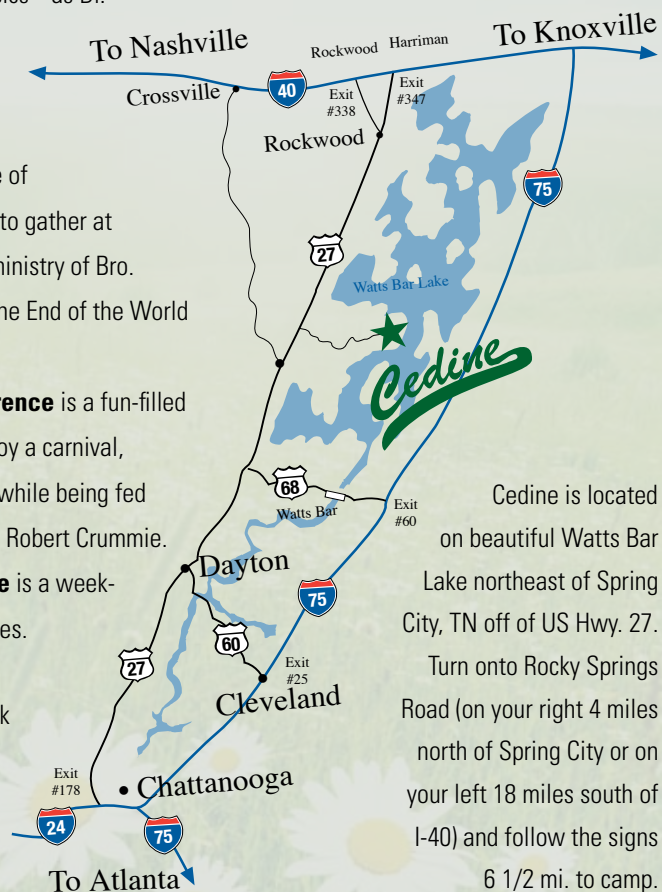 To Nashville
Rockwood Harriman
To Knoxville
Crossville
40
Exit
#338
Exit
#347
Rockwood
75
of
to gather at
ministry of Bro.
he End of the World
27
Watts Bar Lake
Cedine
rence is a fun-filled
oy a carnival,
while being fed
Robert Crummie.
e is a week-
es.
k
68
Watts Bar
Exit
#60
Dayton
75
60
27
Exit
#25
Cleveland
Exit
#178
Chattanooga
24
75
To Atlanta
Cedine is located
on beautiful Watts Bar
Lake northeast of Spring
City, TN off of US Hwy. 27.
Turn onto Rocky Springs
Road (on your right 4 miles
north of Spring City or on
your left 18 miles south of
I-40) and follow the signs
6 1/2 mi. to camp.